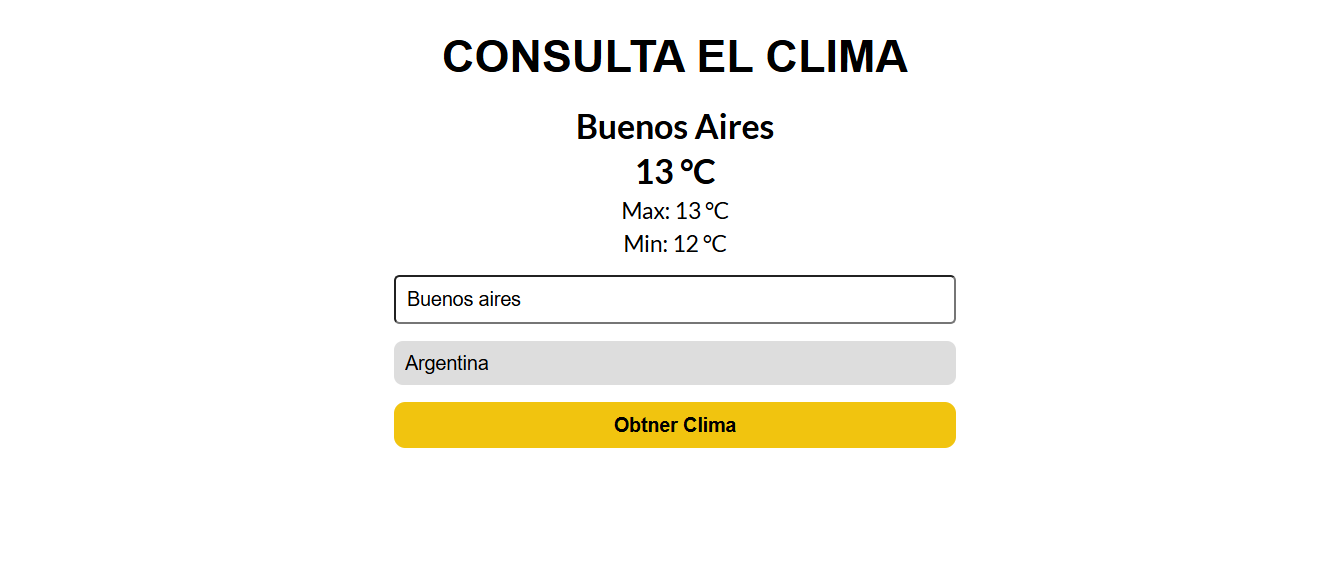 CONSULTA EL CLIMA
Buenos Aires
13 °C
Max: 13 °C
Min: 12 °C
Buenos aires
Argentina
Obtner Clima